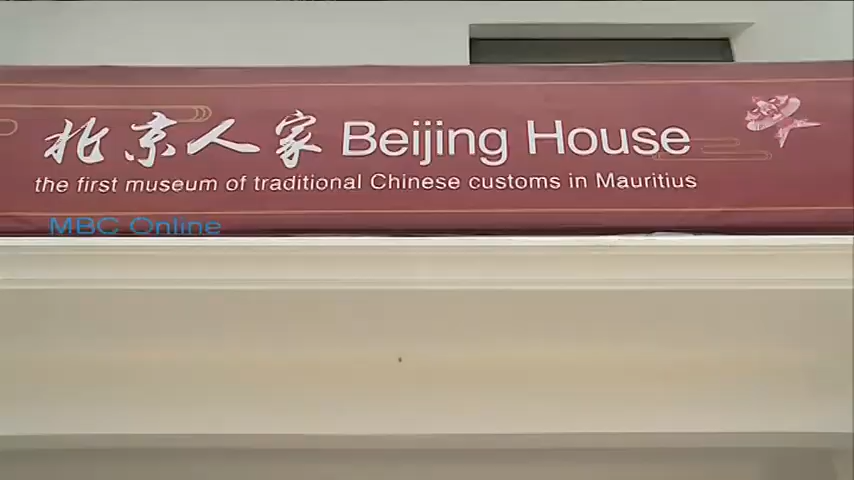 北京人家 Beijing House
the first museum of traditional Chinese customs in Mauritius
MBC Online